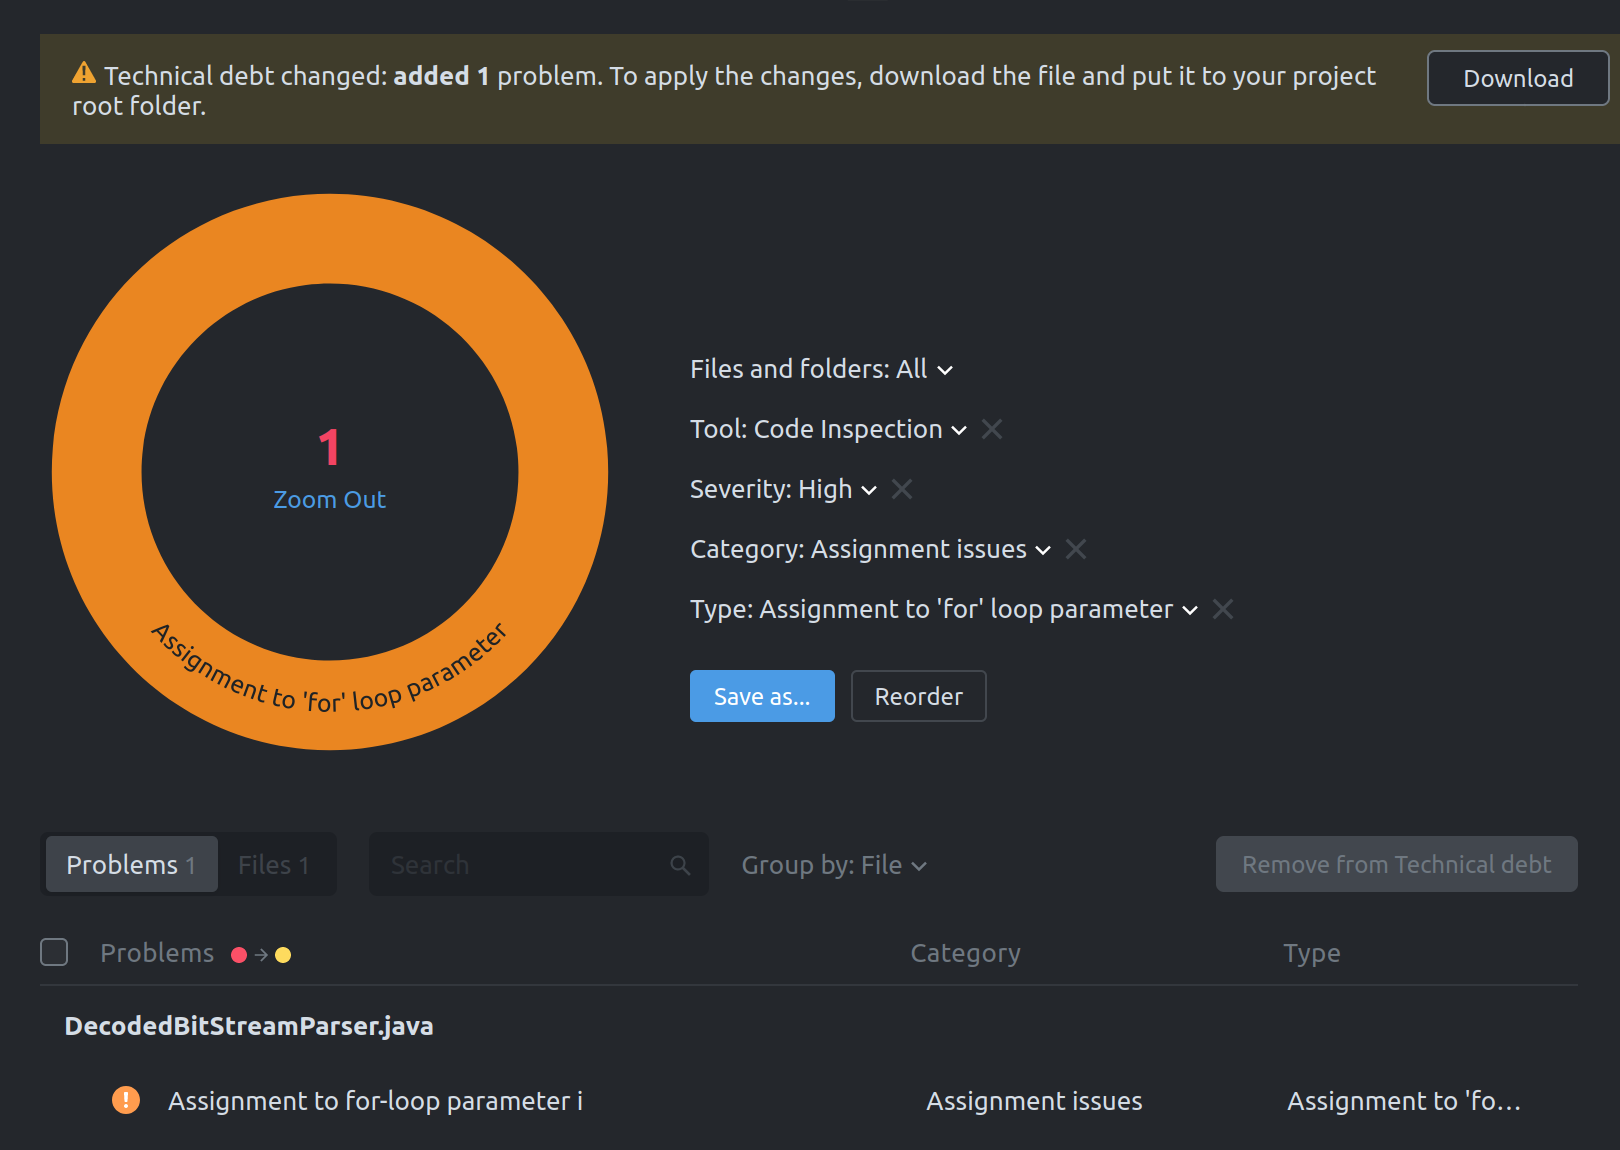 Technical debt changed: added 1 problem. To apply the changes, download the file and put it to your project
root folder.
Download
1
Zoom Out
Assignment to 'for' loop parameter
Files and folders: All
Tool: Code Inspection
Severity: High
Category: Assignment issues
Type: Assignment to 'for' loop parameter
Save as...
Reorder
Problems 1
Files 1
Search
Group by: File
Remove from Technical debt
Problems
Category
Type
DecodedBitStreamParser.java
Assignment to for-loop parameter i
Assignment issues
Assignment to 'fo…